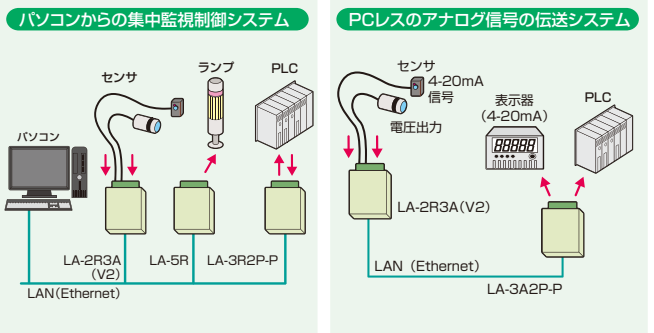 パソコンからの集中監視制御システム
センサ
ランプ
PLC
パソコン
LA-2R3A
(V2)
LA-5R
LA-3R2P-P
LAN(Ethernet)
PCレスのアナログ信号の伝送システム
センサ
4-20mA
信号
電圧出力
表示器
(4-20mA)
PLC
88888
LA-2R3A(V2)
LAN (Ethernet)
LA-3A2P-P